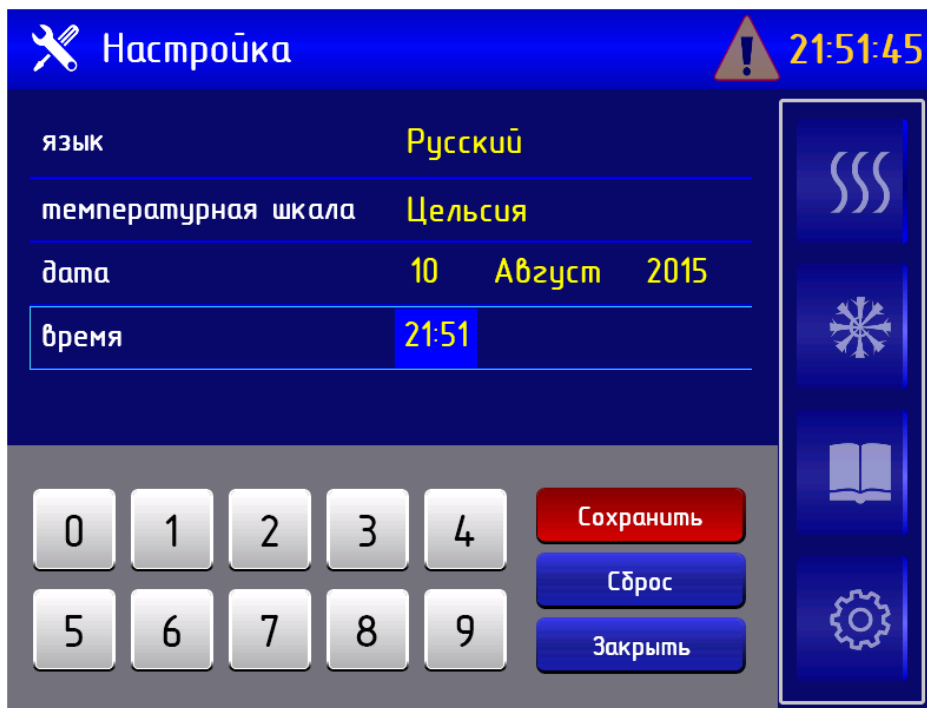 Настройка 21:51:45
язык Русский
температурная шкала Цельсия
дата 10 Август 2015
время 21:51
0 1 2 3 4 Сохранить
Сброс
5 6 7 8 9 Закрыть